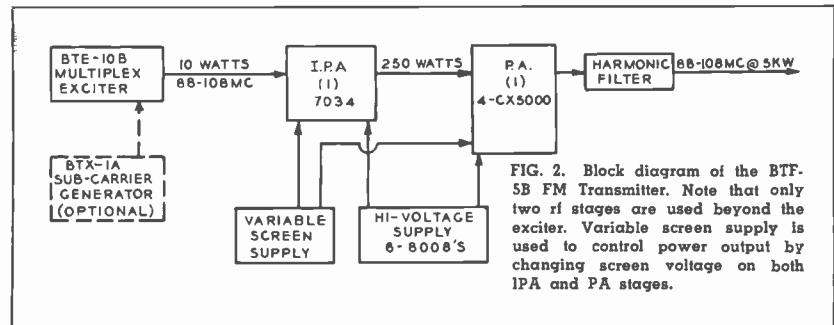 BTE-10B
MULTIPLEX
EXCITER
10 WATTS
88-108MC
I.P.A
(1)
7034
250 WATTS
P.A.
(1)
4-CX5000
HARMONIC
FILTER
88-108MC@5KW
BTX-1A
SUB-CARRIER
GENERATOR
(OPTIONAL)
VARIABLE
SCREEN
SUPPLY
HI-VOLTAGE
SUPPLY
6-8008'S
FIG. 2. Block diagram of the BTF-
5B FM Transmitter. Note that only
two rf stages are used beyond the
exciter. Variable screen supply is
used to control power output by
changing screen voltage on both
IPA and PA stages.